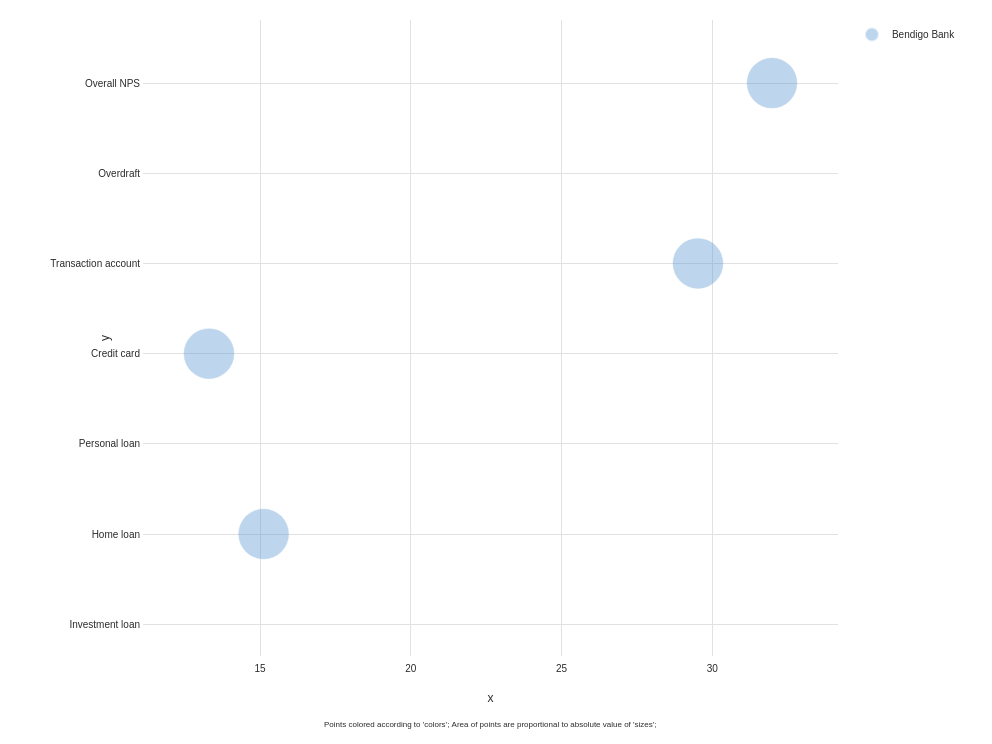 Bendigo Bank
Overall NPS
Overdraft
Transaction account
y
Credit card
Personal loan
Home loan
Investment loan
15 20 25 30
x
Points colored according to 'colors'; Area of points are proportional to absolute value of 'sizes';